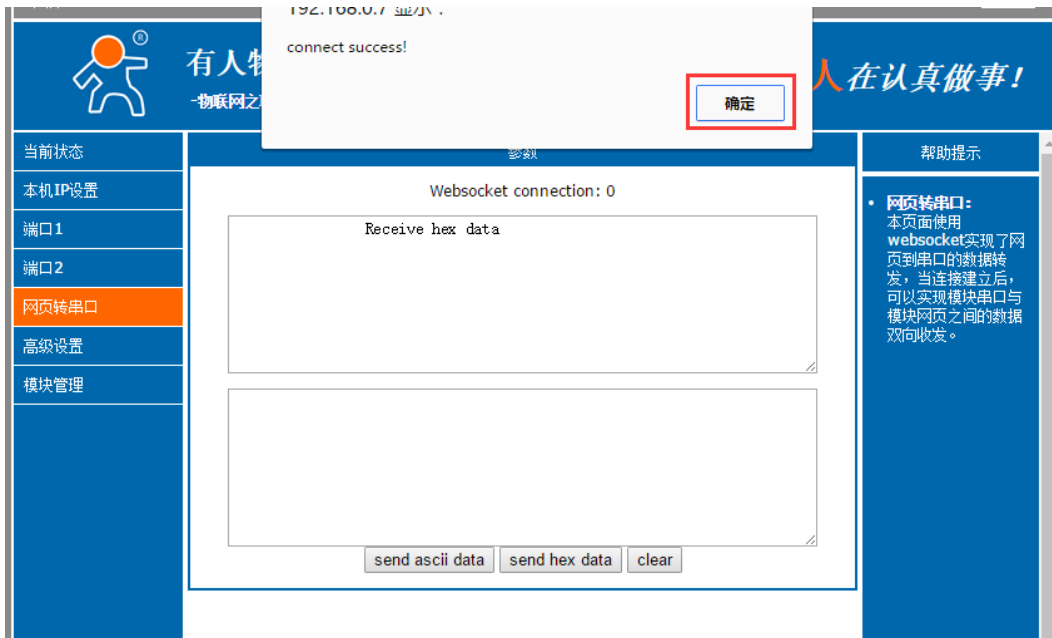 192.168.0.7 显示：
connect success!
确定
®
有人物
-物联网之
人在认真做事!
当前状态
本机IP设置
端口1
端口2
网页转串口
高级设置
模块管理
参数
Websocket connection: 0
Receive hex data
send ascii data
send hex data
clear
帮助提示
• 网页转串口:
本页面使用
websocket实现了网
页到串口的数据转
发，当连接建立后，
可以实现模块串口与
模块网页之间的数据
双向收发。